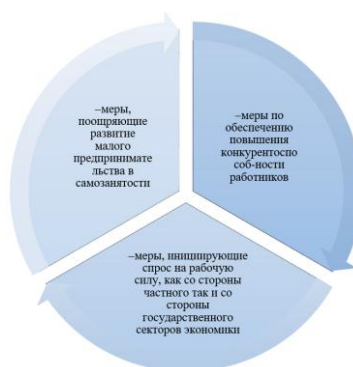 –меры,
поощряющие
развитие
малого
предпринимате
льства в
самозанятости
–меры по
обеспечению
повышения
конкурентоспо
соб-ности
работников
–меры, инициирующие
спрос на рабочую
силу, как со стороны
частного так и со
стороны
государственного
секторов экономики